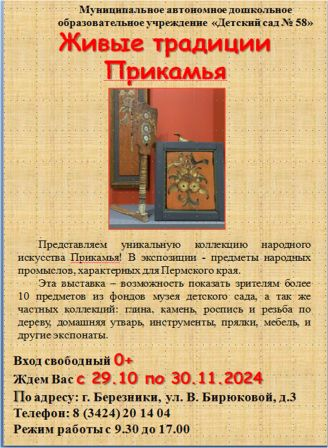 Муниципальное автономное дошкольное
образовательное учреждение «Детский сад № 58»
Живые традиции
Прикамья
Представляем уникальную коллекцию народного
искусства Прикамья! В экспозиции - предметы народных
промыслов, характерных для Пермского края.
Эта выставка – возможность показать зрителям более
10 предметов из фондов музея детского сада, а так же
частных коллекций: глина, камень, роспись и резьба по
дереву, домашняя утварь, инструменты, прялки, мебель, и
другие экспонаты.
Вход свободный 0+
Ждем Вас с 29.10 по 30.11.2024
По адресу: г. Березники, ул. В. Бирюковой, д.3
Телефон: 8 (3424) 20 14 04
Режим работы с 9.30 до 17.00